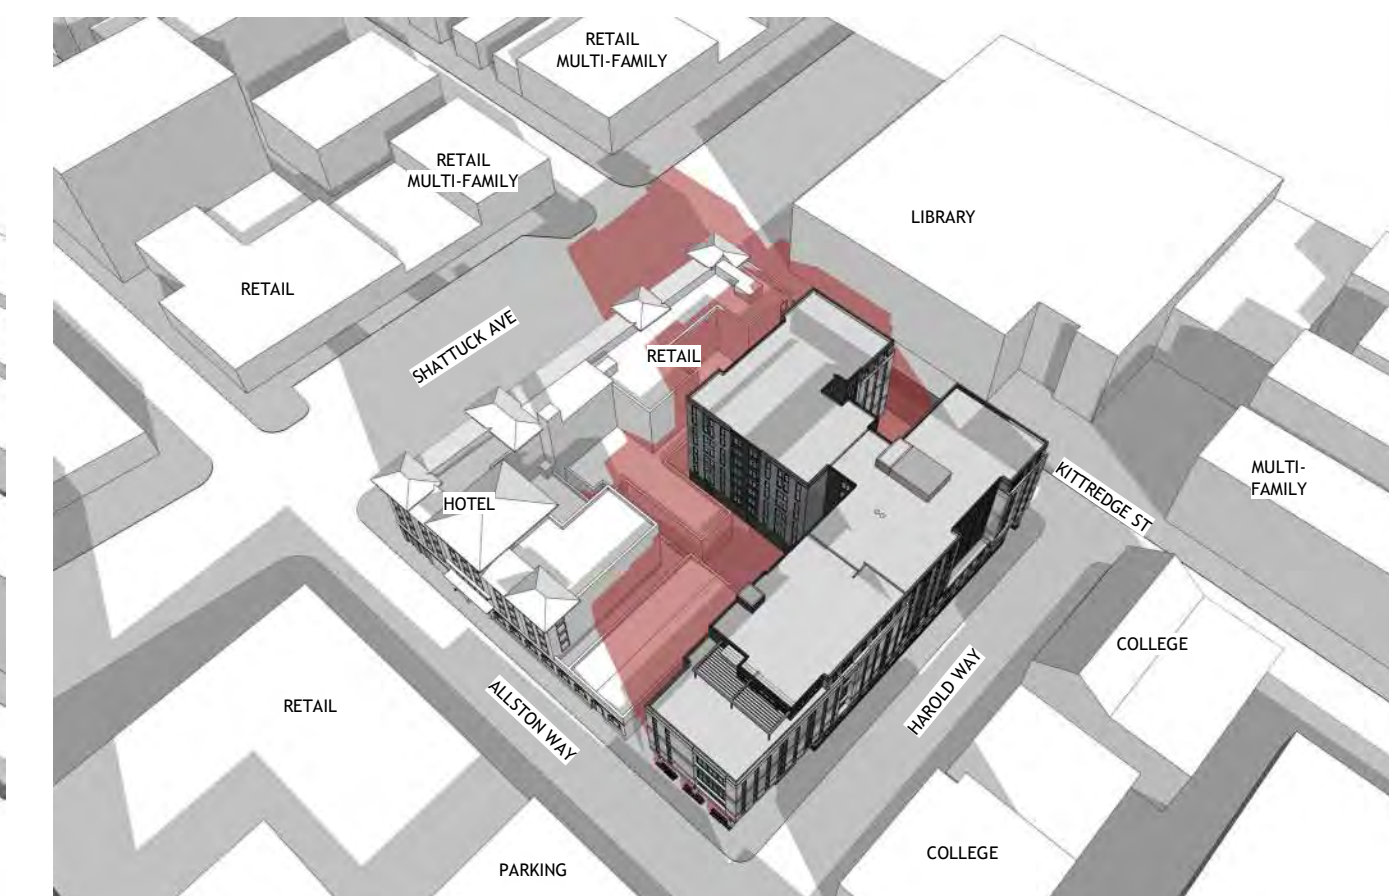 RETAIL
MULTI-FAMILY
RETAIL
MULTI-FAMILY
LIBRARY
RETAIL
SHATTUCK AVE
RETAIL
MULTI-
FAMILY
KITTREDGE ST
HOTEL
COLLEGE
HAROLD WAY
RETAIL
ALLSTON WAY
COLLEGE
PARKING